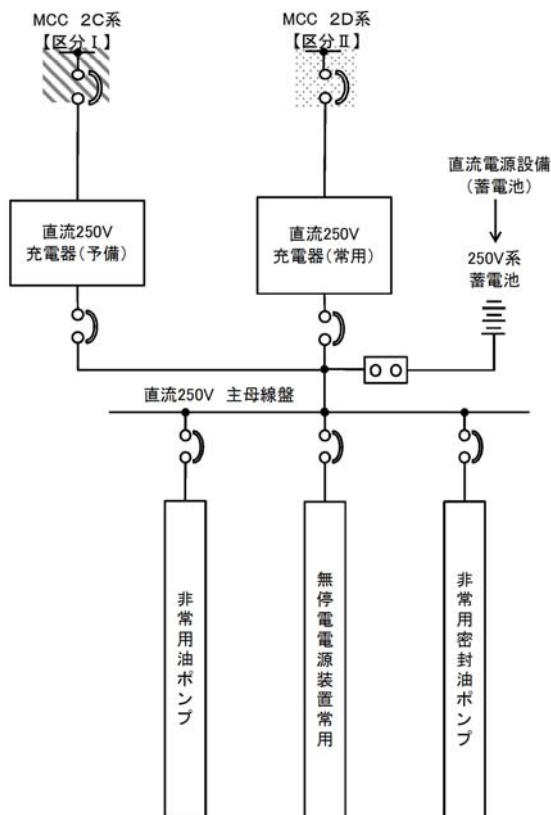 MCC 2C系
【区分Ⅰ】
MCC 2D系
【区分Ⅱ】
直流電源設備
(蓄電池)
直流250V
充電器(予備)
直流250V
充電器(常用)
250V系
蓄電池
直流250V 主母線盤
非常用油ポンプ
無停電電源装置常用
非常用密封油ポンプ